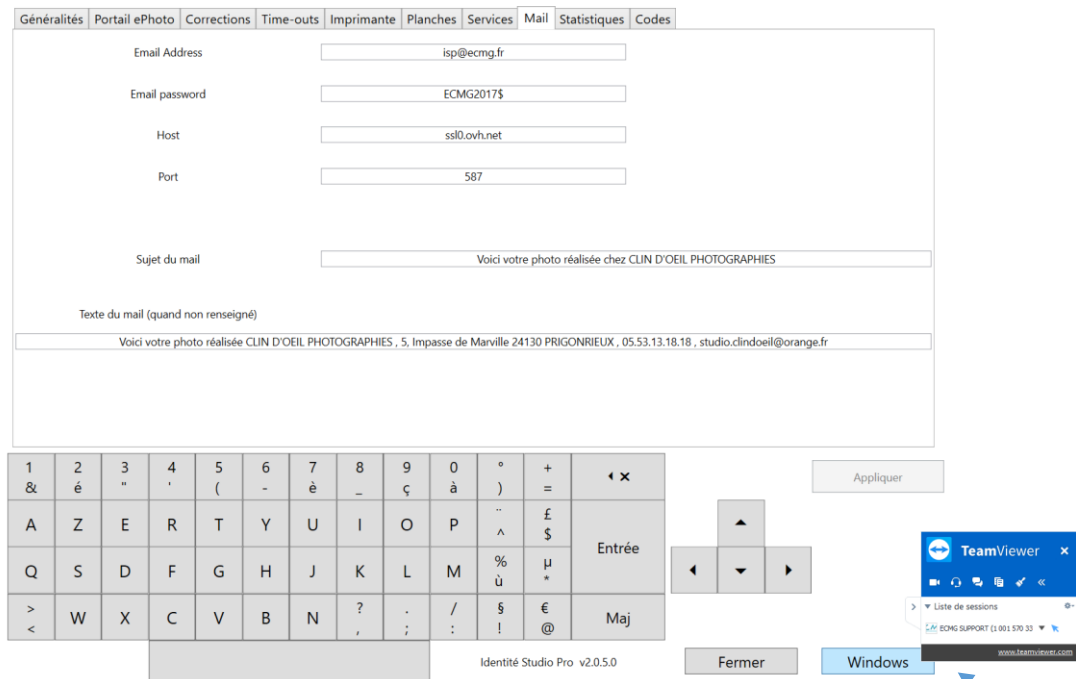 Généralités Portail ePhoto Corrections Time-outs Imprimante Planches Services Mail Statistiques Codes
Email Address isp@ecmg.fr
Email password ECMG2017$
Host ssl0.ovh.net
Port 587
Sujet du mail Voici votre photo réalisée chez CLIN D'OEIL PHOTOGRAPHIES
Texte du mail (quand non renseigné)
Voici votre photo réalisée CLIN D'OEIL PHOTOGRAPHIES , 5, Impasse de Marville 24130 PRIGONRIEUX , 05.53.13.18.18 , studio.clindoeil@orange.fr
1 2 3 4 5 6 7 8 9 0 ° +
& é " ' ( - è _ ç à ) =
Appliquer
A Z E R T Y U I O P ¨ £
^ $
Entrée
Q S D F G H J K L M % µ
ù *
> W X C V B N ? . / § €
< , ; : ! @
Maj
Identité Studio Pro v2.0.5.0
Fermer
Windows
TeamViewer
Liste de sessions
ECMG SUPPORT (1 001 570 33
www.teamviewer.com